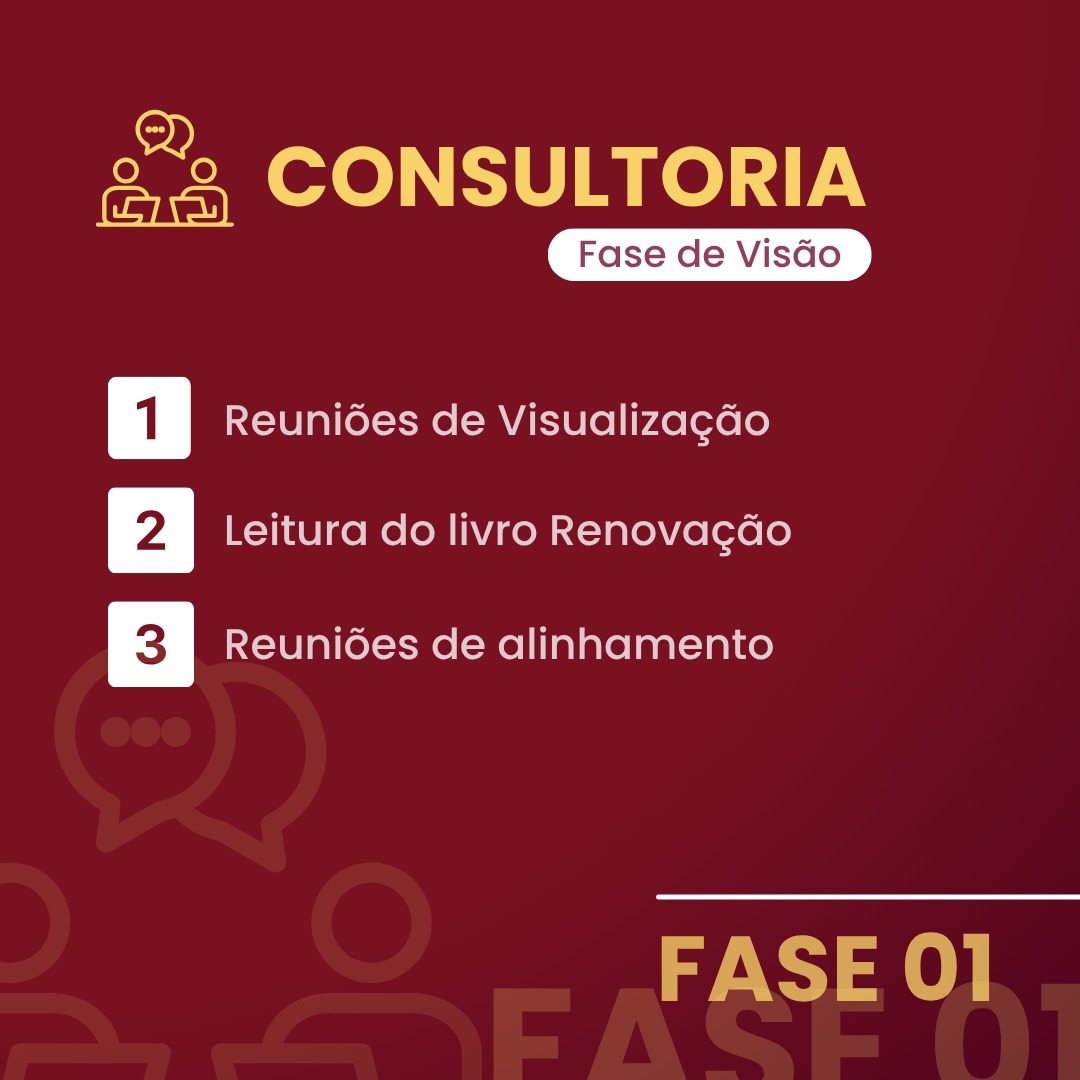 CONSULTORIA
Fase de Visão
1 Reuniões de Visualização
2 Leitura do livro Renovação
3 Reuniões de alinhamento
FASE 01
FASE 01